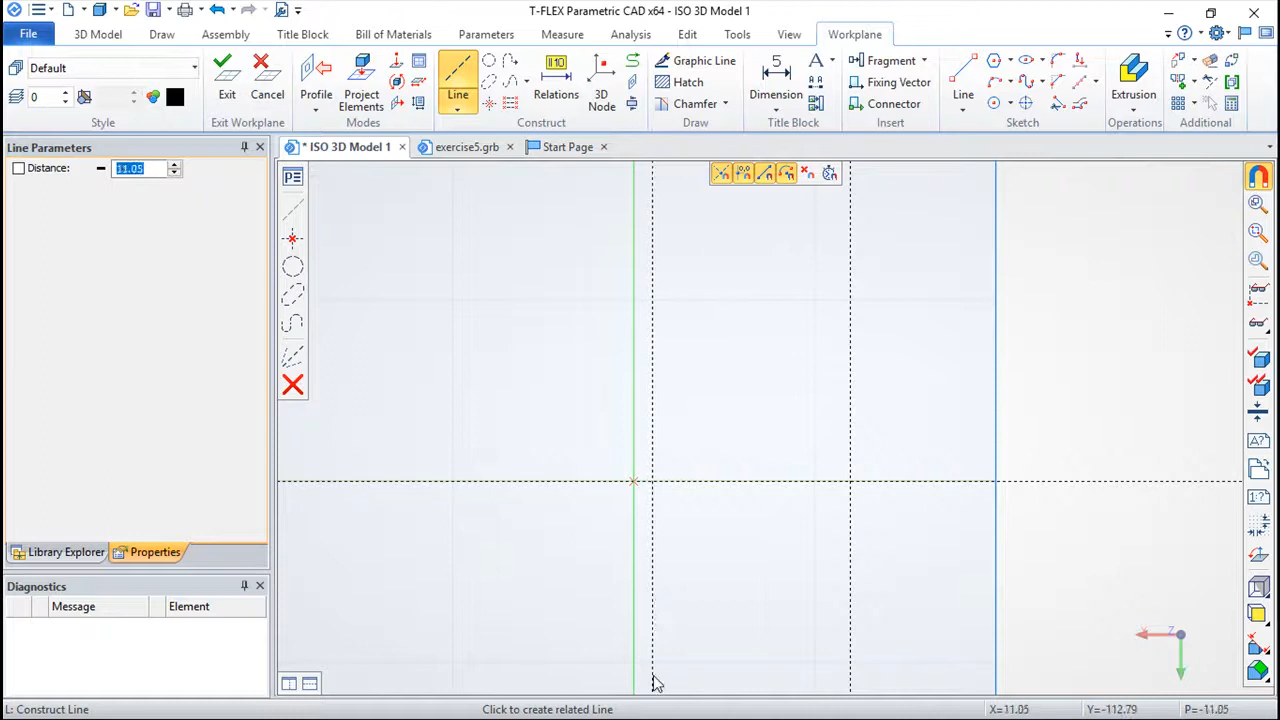 T-FLEX Parametric CAD x64 - ISO 3D Model 1
File 3D Model Draw Assembly Title Block Bill of Materials Parameters Measure Analysis Edit Tools View Workplane
Default
0
Style
Exit
Cancel
Exit Workplane
Profile
Project Elements
Modes
Line
Relations
3D Node
Construct
Graphic Line
Hatch
Chamfer
Draw
Dimension
Title Block
Fragment
Fixing Vector
Connector
Insert
Line
Sketch
Extrusion
Operations
Additional
Line Parameters
* ISO 3D Model 1
exercise5.grb
Start Page
Distance: 11.05
Library Explorer
Properties
Diagnostics
Message Element
L: Construct Line
Click to create related Line
X=11.05
Y=-112.79
P=-11.05